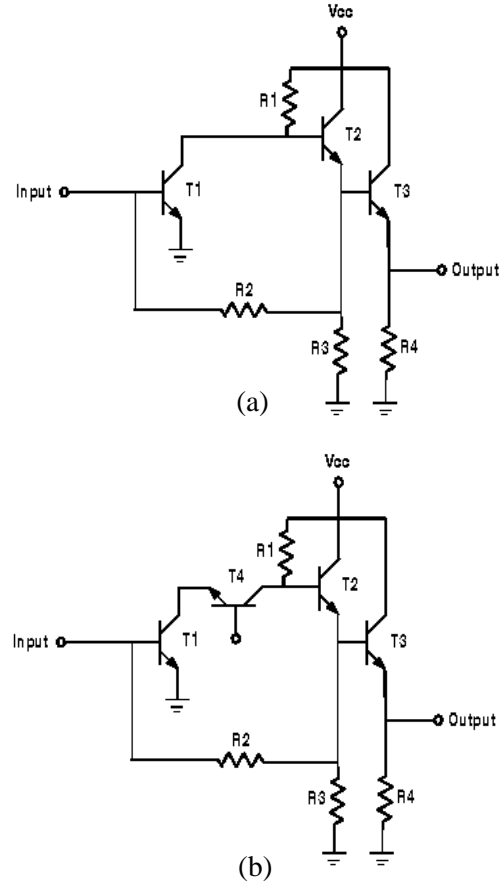 Vcc
R1
T2
Input
T1
T3
Output
R2
R3
R4
(a)
Vcc
R1
T4
T2
Input
T1
T3
Output
R2
R3
R4
(b)